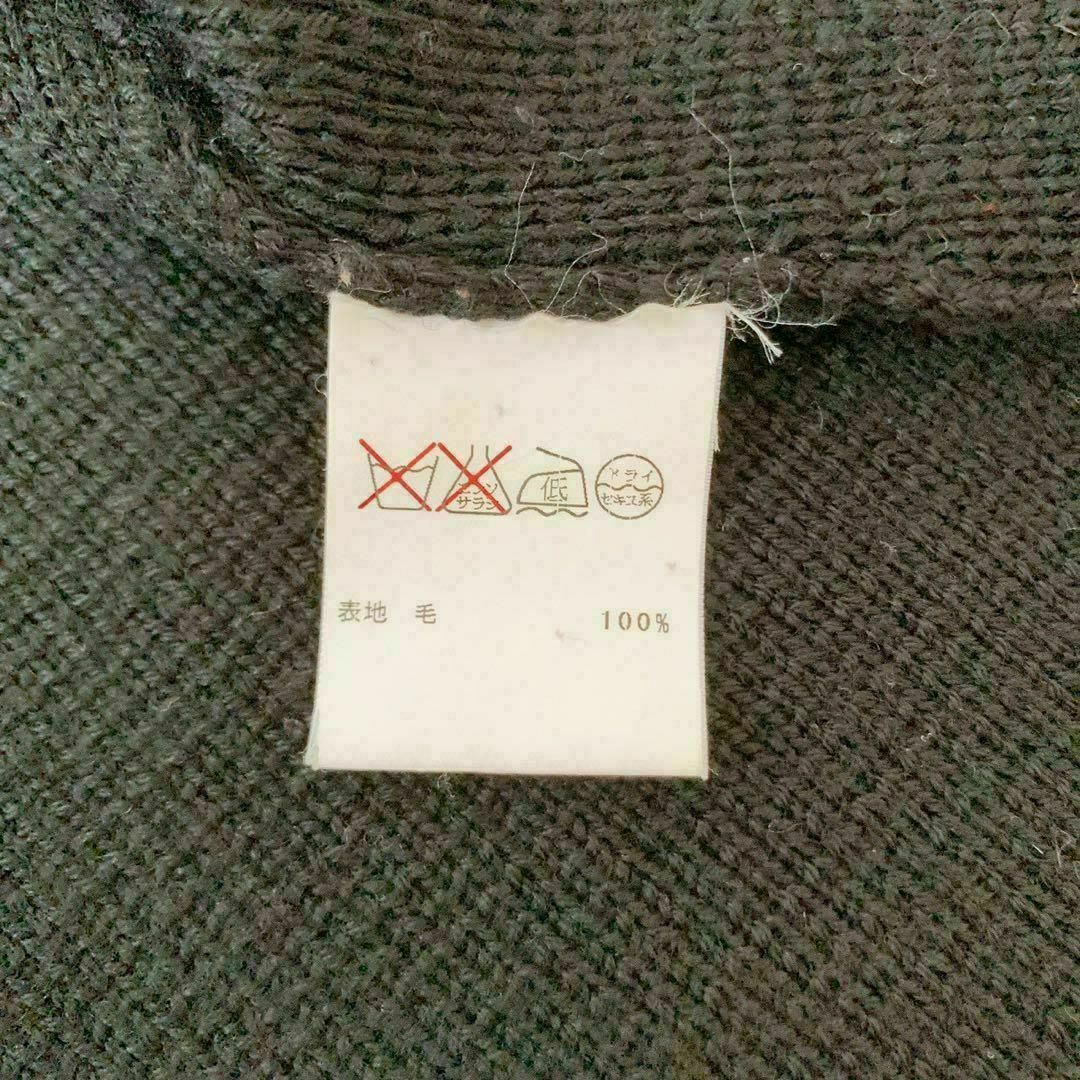 エンソ
サラシ
低
ドライ
セキユ系
表地 毛 100%